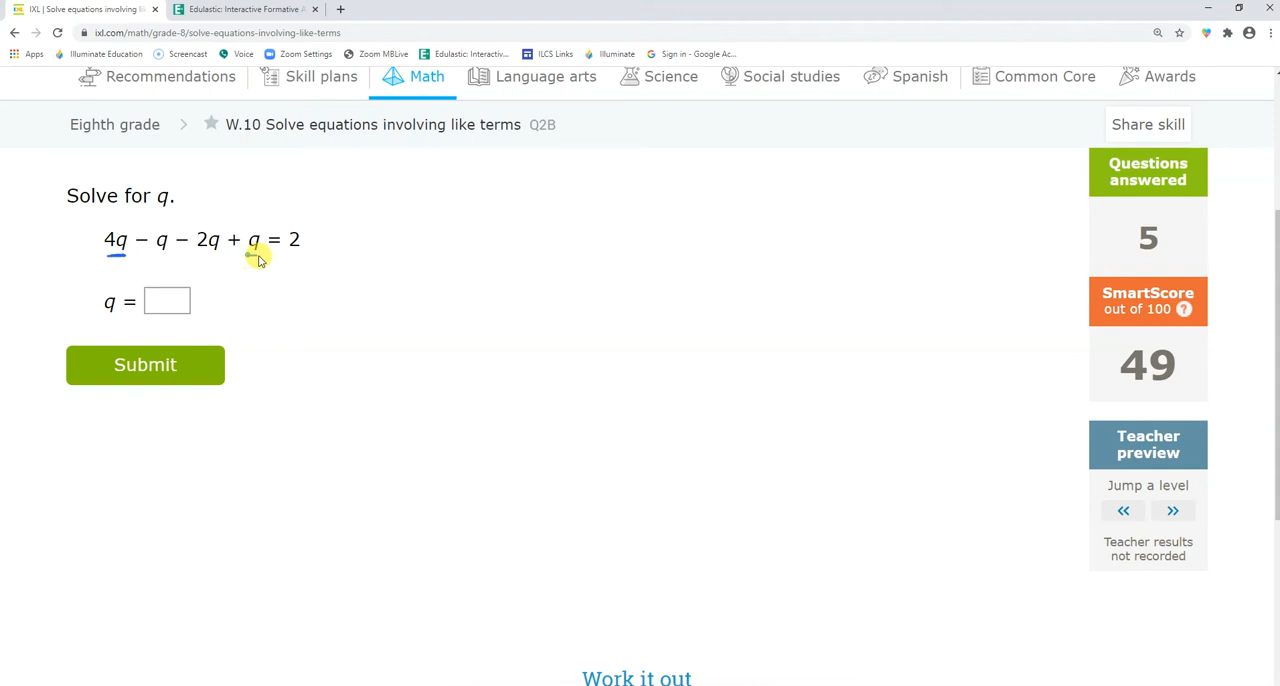 IXL | Solve equations involving li
Edulastic: Interactive Formative A
ixl.com/math/grade-8/solve-equations-involving-like-terms
Apps Illuminate Education Screencast Voice Zoom Settings Zoom MBLive Edulastic: Interactiv... ILCS Links Illuminate Sign in - Google Ac...
Recommendations Skill plans Math Language arts Science Social studies Spanish Common Core Awards
Eighth grade > W.10 Solve equations involving like terms Q2B
Share skill
Questions
answered
5
SmartScore
out of 100 ?
49
Teacher
preview
Jump a level
<< >>
Teacher results
not recorded
Solve for q.
4q − q − 2q + q = 2
q =
Submit
Work it out